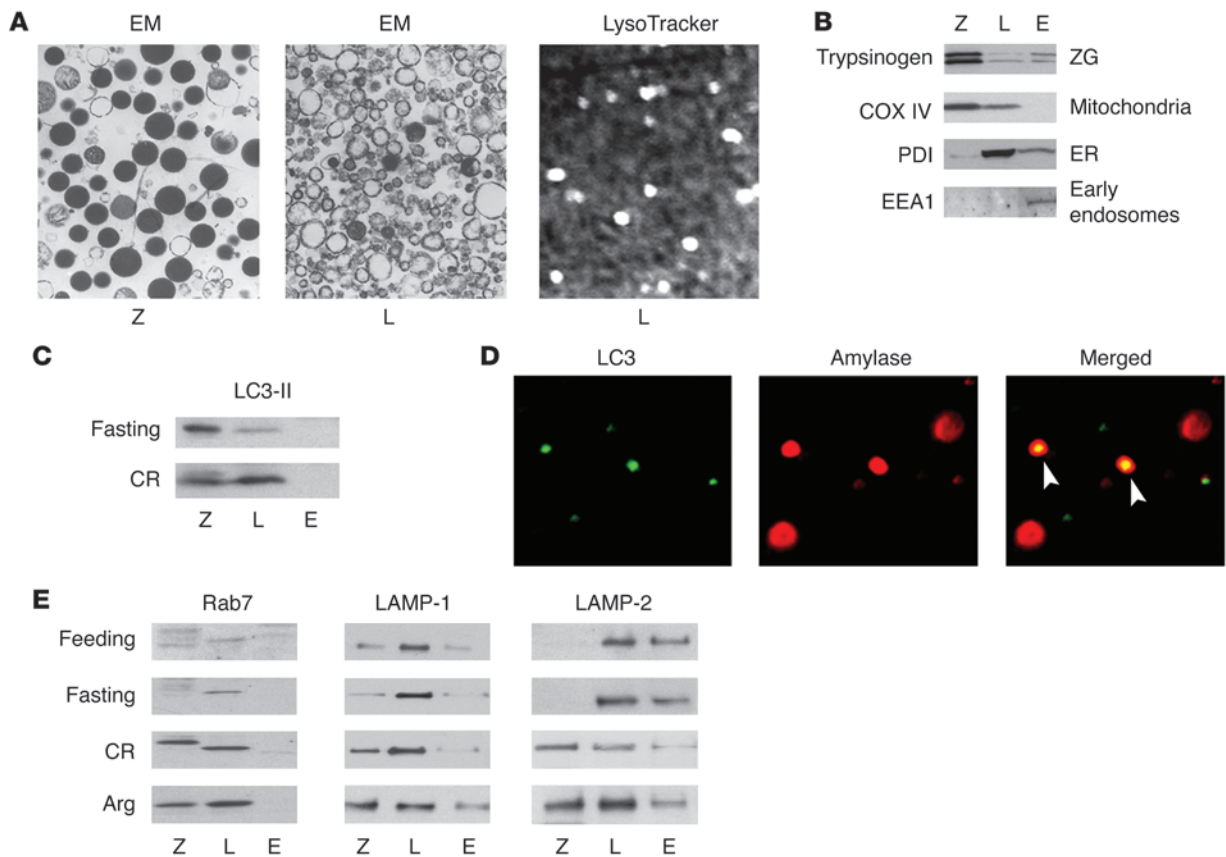 A
EM
EM
LysoTracker
Z
L
L
B
Z L E
Trypsinogen ZG
COX IV Mitochondria
PDI ER
EEA1 Early endosomes
C
LC3-II
Fasting
CR
Z L E
D
LC3
Amylase
Merged
E
Rab7 LAMP-1 LAMP-2
Feeding
Fasting
CR
Arg
Z L E Z L E Z L E